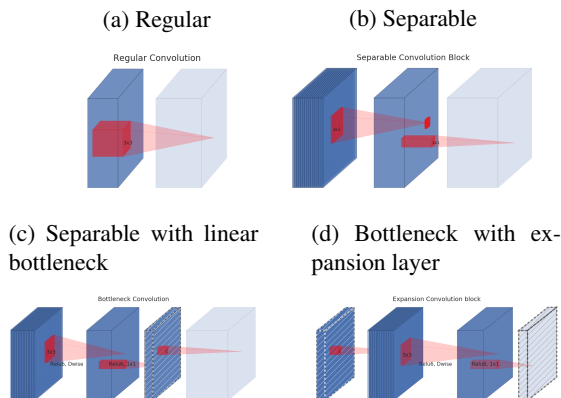 (a) Regular
(b) Separable
Regular Convolution
Separable Convolution Block
3x3
3x3
1x1
(c) Separable with linear
bottleneck
(d) Bottleneck with ex-
pansion layer
Bottleneck Convolution
Expansion Convolution block
3x3
Relu6, Dwise
Relu6, 1x1
3x3
Relu6, Dwise
Relu6, 1x1